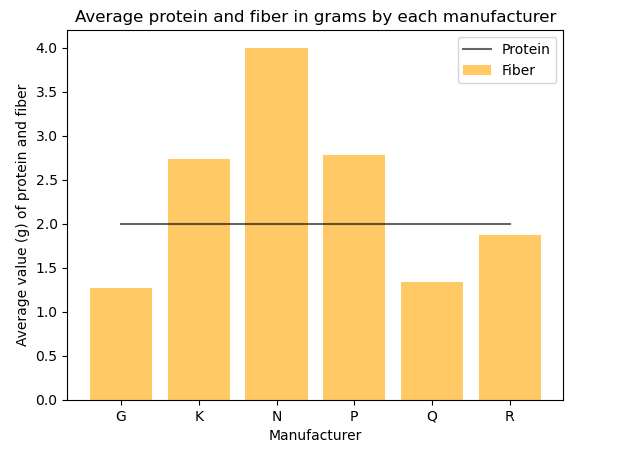 Average protein and fiber in grams by each manufacturer
Protein
Fiber
Average value (g) of protein and fiber
4.0
3.5
3.0
2.5
2.0
1.5
1.0
0.5
0.0
G K N P Q R
Manufacturer